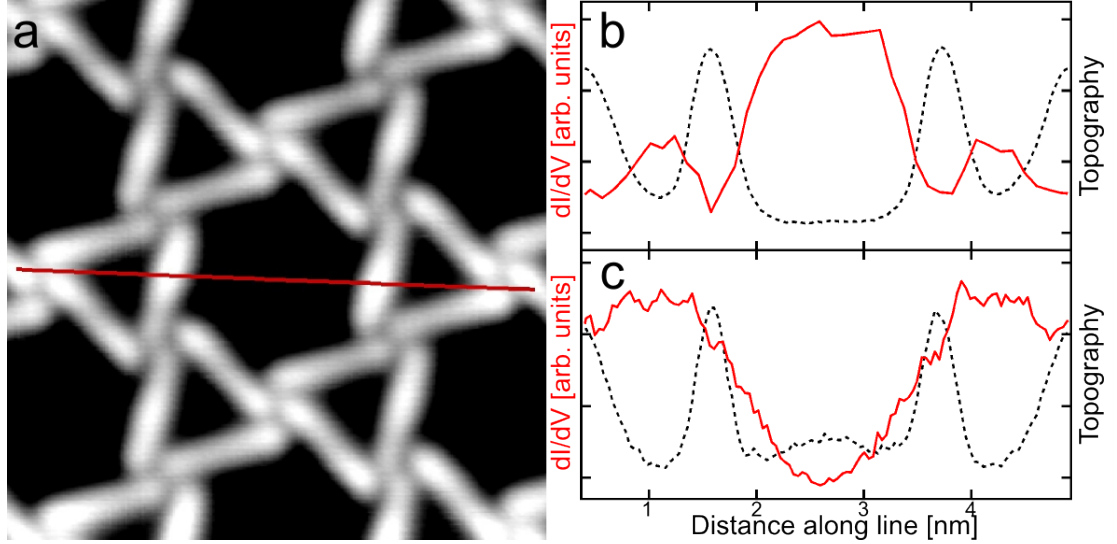 a
b
dI/dV [arb. units]
Topography
c
dI/dV [arb. units]
Topography
1 2 3 4
Distance along line [nm]